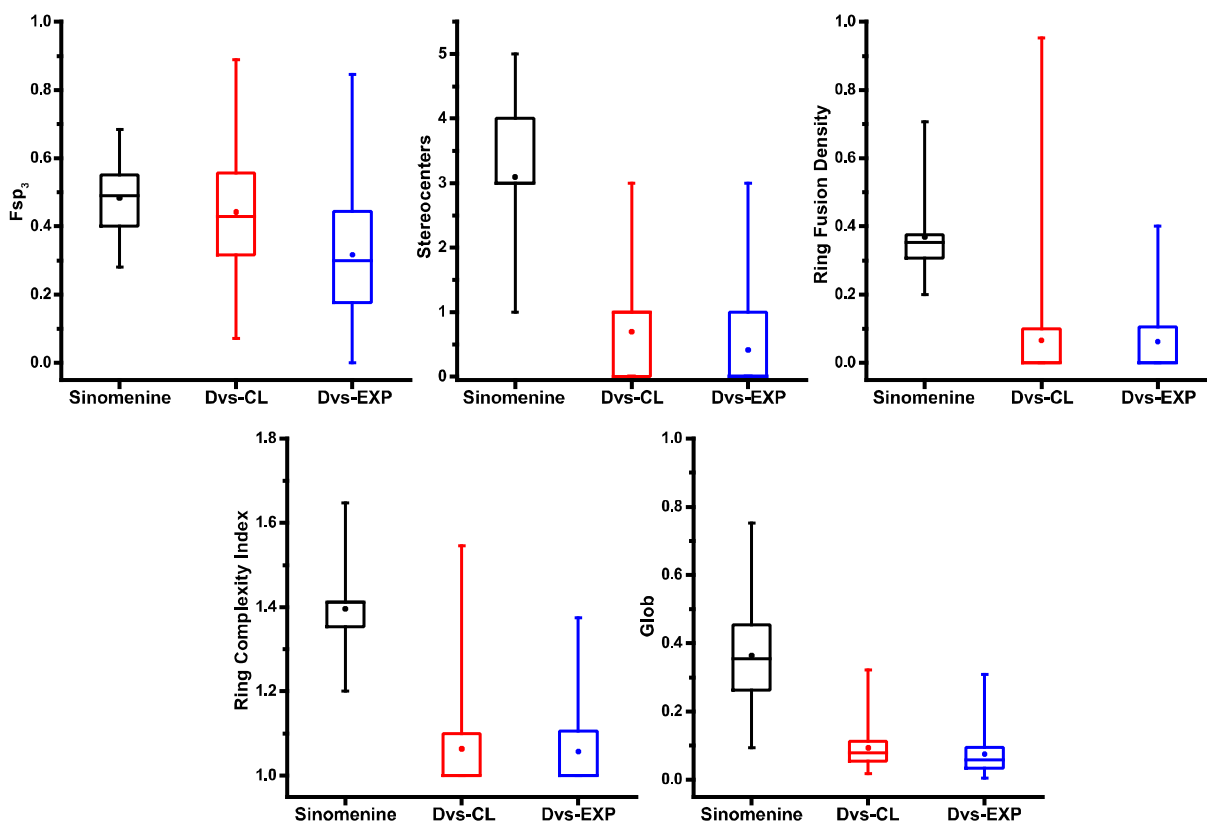 Fsp3
1.0
0.8
0.6
0.4
0.2
0.0
Sinomenine Dvs-CL Dvs-EXP
Stereocenters
5
4
3
2
1
0
Sinomenine Dvs-CL Dvs-EXP
Ring Fusion Density
1.0
0.8
0.6
0.4
0.2
0.0
Sinomenine Dvs-CL Dvs-EXP
Ring Complexity Index
1.8
1.6
1.4
1.2
1.0
Sinomenine Dvs-CL Dvs-EXP
Glob
1.0
0.8
0.6
0.4
0.2
0.0
Sinomenine Dvs-CL Dvs-EXP